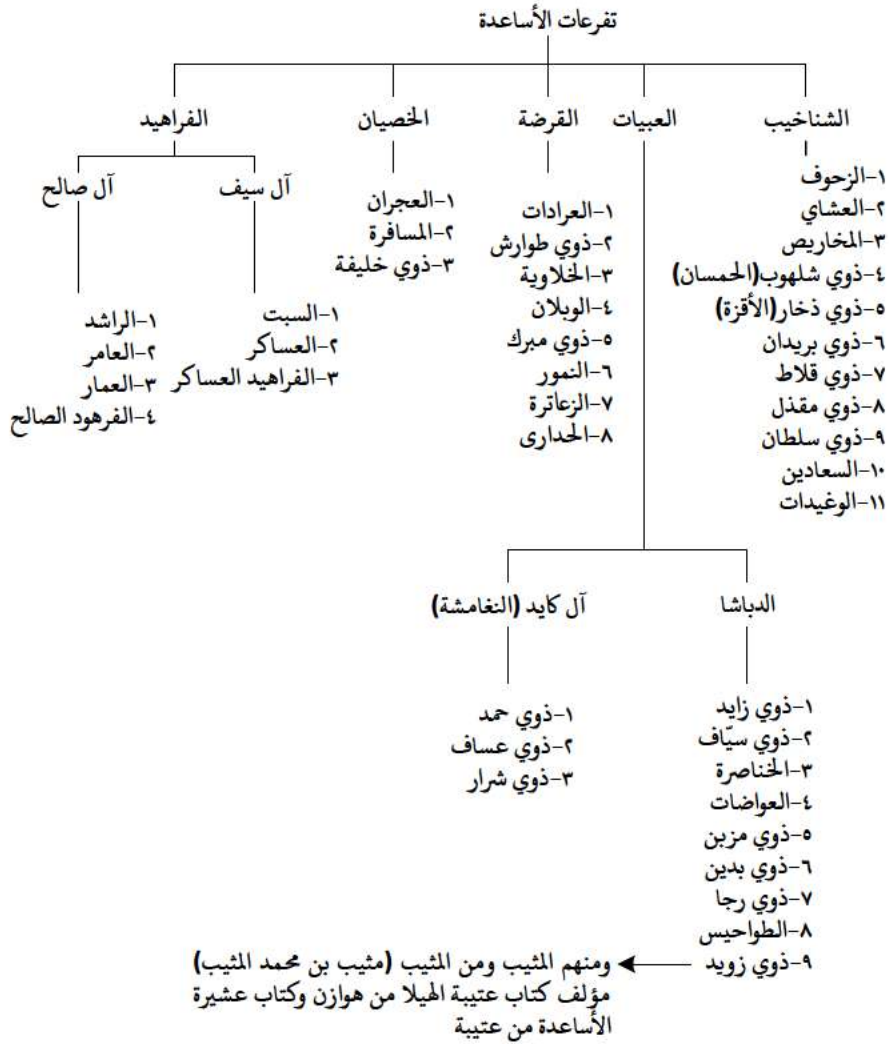 تفرعات الأساعدة
الشناخيب
١-الزحوف
٢-العشاي
٣-المخاريص
٤-ذوي شلهوب(الحمسان)
٥-ذوي ذخار(الأقزة)
٦-ذوي بريدان
٧-ذوي قلاط
٨-ذوي مقذل
٩-ذوي سلطان
١٠-السعادين
١١-الوغيدات
العبيات
الدباشا
١-ذوي زايد
٢-ذوي سيّاف
٣-الخناصرة
٤-العواضات
٥-ذوي مزبن
٦-ذوي بدين
٧-ذوي رجا
٨-الطواحيس
٩-ذوي زويد
ومنهم المثيب ومن المثيب (مثيب بن محمد المثيب)
مؤلف كتاب عتيبة الهيلا من هوازن وكتاب عشيرة
الأساعدة من عتيبة
آل كايد (النغامشة)
١-ذوي حمد
٢-ذوي عساف
٣-ذوي شرار
القرضة
١-العرادات
٢-ذوي طوارش
٣-الخلاوية
٤-الوبلان
٥-ذوي مبرك
٦-النمور
٧-الزعاترة
٨-الحدارى
الخصيان
١-العجران
٢-المسافرة
٣-ذوي خليفة
الفراهيد
آل سيف
١-السبت
٢-العساكر
٣-الفراهيد العساكر
آل صالح
١-الراشد
٢-العامر
٣-العمار
٤-الفرهود الصالح